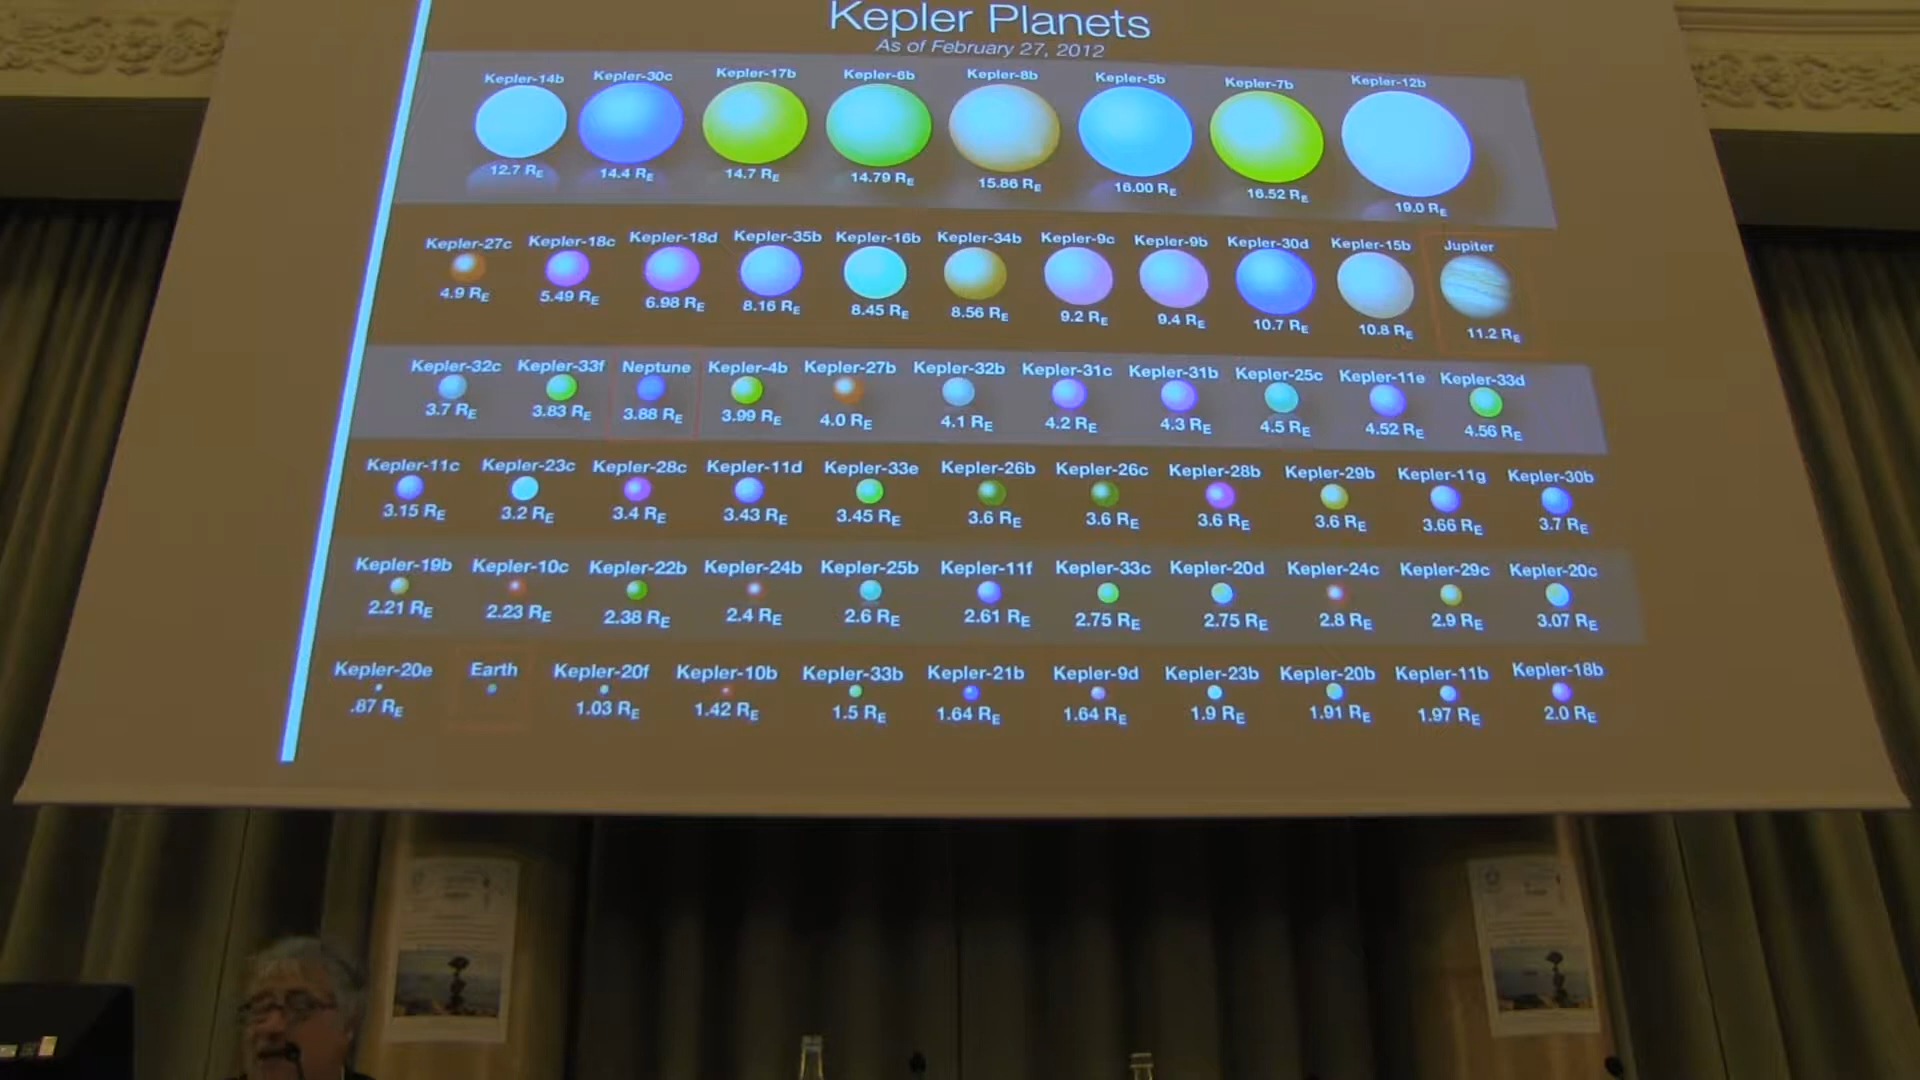 Kepler Planets
As of February 27, 2012
Kepler-14b Kepler-30c Kepler-17b Kepler-6b Kepler-8b Kepler-5b Kepler-7b Kepler-12b
12.7 RE 14.4 RE 14.7 RE 14.79 RE 15.86 RE 16.00 RE 16.52 RE 19.0 RE
Kepler-27c Kepler-18c Kepler-18d Kepler-35b Kepler-16b Kepler-34b Kepler-9c Kepler-9b Kepler-30d Kepler-15b Jupiter
4.9 RE 5.49 RE 6.98 RE 8.16 RE 8.45 RE 8.56 RE 9.2 RE 9.4 RE 10.7 RE 10.8 RE 11.2 RE
Kepler-32c Kepler-33f Neptune Kepler-4b Kepler-27b Kepler-32b Kepler-31c Kepler-31b Kepler-25c Kepler-11e Kepler-33d
3.7 RE 3.83 RE 3.88 RE 3.99 RE 4.0 RE 4.1 RE 4.2 RE 4.3 RE 4.5 RE 4.52 RE 4.56 RE
Kepler-11c Kepler-23c Kepler-28c Kepler-11d Kepler-33e Kepler-26b Kepler-26c Kepler-28b Kepler-29b Kepler-11g Kepler-30b
3.15 RE 3.2 RE 3.4 RE 3.43 RE 3.45 RE 3.6 RE 3.6 RE 3.6 RE 3.6 RE 3.66 RE 3.7 RE
Kepler-19b Kepler-10c Kepler-22b Kepler-24b Kepler-25b Kepler-11f Kepler-33c Kepler-20d Kepler-24c Kepler-29c Kepler-20c
2.21 RE 2.23 RE 2.38 RE 2.4 RE 2.6 RE 2.61 RE 2.75 RE 2.75 RE 2.8 RE 2.9 RE 3.07 RE
Kepler-20e Earth Kepler-20f Kepler-10b Kepler-33b Kepler-21b Kepler-9d Kepler-23b Kepler-20b Kepler-11b Kepler-18b
.87 RE 1.03 RE 1.42 RE 1.5 RE 1.64 RE 1.64 RE 1.9 RE 1.91 RE 1.97 RE 2.0 RE